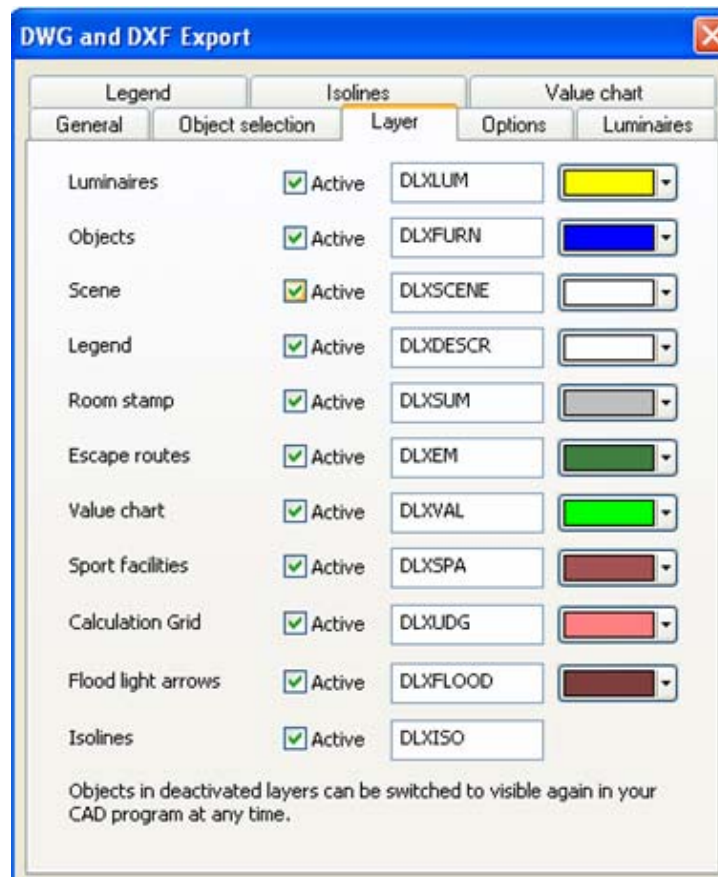 DWG and DXF Export
Legend Isolines Value chart
General Object selection Layer Options Luminaires
Luminaires Active DLXLUM
Objects Active DLXFURN
Scene Active DLXSCENE
Legend Active DLXDESCR
Room stamp Active DLXSUM
Escape routes Active DLXEM
Value chart Active DLXVAL
Sport facilities Active DLXSPA
Calculation Grid Active DLXUDG
Flood light arrows Active DLXFLOOD
Isolines Active DLXISO
Objects in deactivated layers can be switched to visible again in your
CAD program at any time.